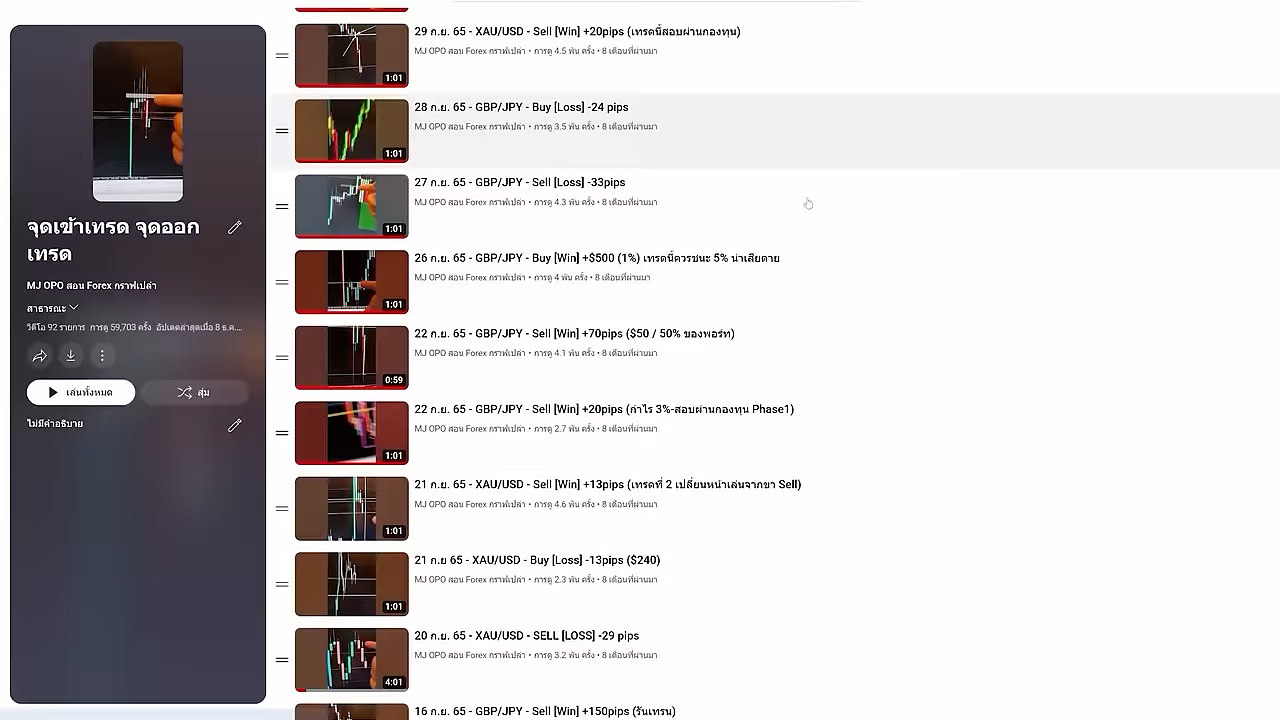 จุดเข้าเทรด จุดออก
เทรด
MJ OPO สอน Forex กราฟเปล่า
สาธารณะ
วิดีโอ 92 รายการ การดู 59,703 ครั้ง อัปเดตล่าสุดเมื่อ 8 ธ.ค....
เล่นทั้งหมด
สุ่ม
ไม่มีคำอธิบาย
29 ก.ย. 65 - XAU/USD - Sell [Win] +20pips (เทรดนี้สอบผ่านกองทุน)
MJ OPO สอน Forex กราฟเปล่า • การดู 4.5 พัน ครั้ง • 8 เดือนที่ผ่านมา
1:01
28 ก.ย. 65 - GBP/JPY - Buy [Loss] -24 pips
MJ OPO สอน Forex กราฟเปล่า • การดู 3.5 พัน ครั้ง • 8 เดือนที่ผ่านมา
1:01
27 ก.ย. 65 - GBP/JPY - Sell [Loss] -33pips
MJ OPO สอน Forex กราฟเปล่า • การดู 4.3 พัน ครั้ง • 8 เดือนที่ผ่านมา
1:01
26 ก.ย. 65 - GBP/JPY - Buy [Win] +$500 (1%) เทรดนี้ควรชนะ 5% น่าเสียดาย
MJ OPO สอน Forex กราฟเปล่า • การดู 4 พัน ครั้ง • 8 เดือนที่ผ่านมา
1:01
22 ก.ย. 65 - GBP/JPY - Sell [Win] +70pips ($50 / 50% ของพอร์ท)
MJ OPO สอน Forex กราฟเปล่า • การดู 4.1 พัน ครั้ง • 8 เดือนที่ผ่านมา
0:59
22 ก.ย. 65 - GBP/JPY - Sell [Win] +20pips (กำไร 3%-สอบผ่านกองทุน Phase1)
MJ OPO สอน Forex กราฟเปล่า • การดู 2.7 พัน ครั้ง • 8 เดือนที่ผ่านมา
1:01
21 ก.ย. 65 - XAU/USD - Sell [Win] +13pips (เทรดที่ 2 เปลี่ยนหน้าเล่นจากขา Sell)
MJ OPO สอน Forex กราฟเปล่า • การดู 4.6 พัน ครั้ง • 8 เดือนที่ผ่านมา
1:01
21 ก.ย 65 - XAU/USD - Buy [Loss] -13pips ($240)
MJ OPO สอน Forex กราฟเปล่า • การดู 2.3 พัน ครั้ง • 8 เดือนที่ผ่านมา
1:01
20 ก.ย. 65 - XAU/USD - SELL [LOSS] -29 pips
MJ OPO สอน Forex กราฟเปล่า • การดู 3.2 พัน ครั้ง • 8 เดือนที่ผ่านมา
4:01
16 ก.ย. 65 - GBP/JPY - Sell [Win] +150pips (รันเทรน)